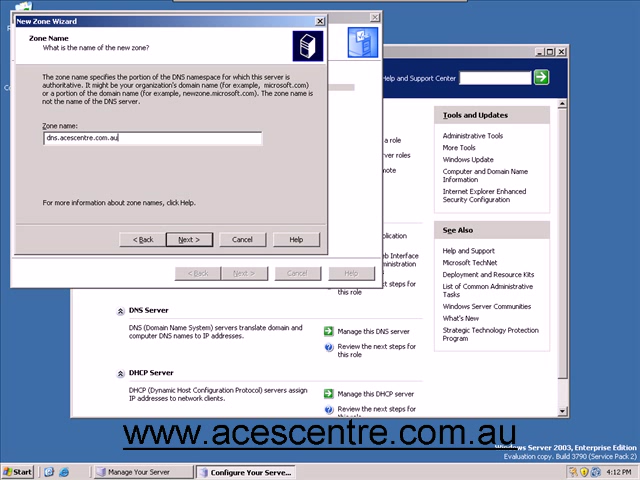 New Zone Wizard
Zone Name
What is the name of the new zone?
The zone name specifies the portion of the DNS namespace for which this server is
authoritative. It might be your organization's domain name (for example, microsoft.com)
or a portion of the domain name (for example, newzone.microsoft.com). The zone name
is not the name of the DNS server.
Zone name:
dns.acescentre.com.au
For more information about zone names, click Help.
< Back
Next >
Cancel
Help
< Back
Next >
Cancel
Help
Help and Support Center
a role
ver roles
mote
plication
eb Interface
ministration
ext steps for
this role
DNS Server
DNS (Domain Name System) servers translate domain and
computer DNS names to IP addresses.
Manage this DNS server
Review the next steps for
this role
DHCP Server
DHCP (Dynamic Host Configuration Protocol) servers assign
IP addresses to network clients.
Manage this DHCP server
Review the next steps for
Tools and Updates
Administrative Tools
More Tools
Windows Update
Computer and Domain Name
Information
Internet Explorer Enhanced
Security Configuration
See Also
Help and Support
Microsoft TechNet
Deployment and Resource Kits
List of Common Administrative
Tasks
Windows Server Communities
What's New
Strategic Technology Protection
Program
www.acescentre.com.au
Windows Server 2003, Enterprise Edition
Evaluation copy. Build 3790 (Service Pack 2)
Start
Manage Your Server
Configure Your Serve...
4:12 PM